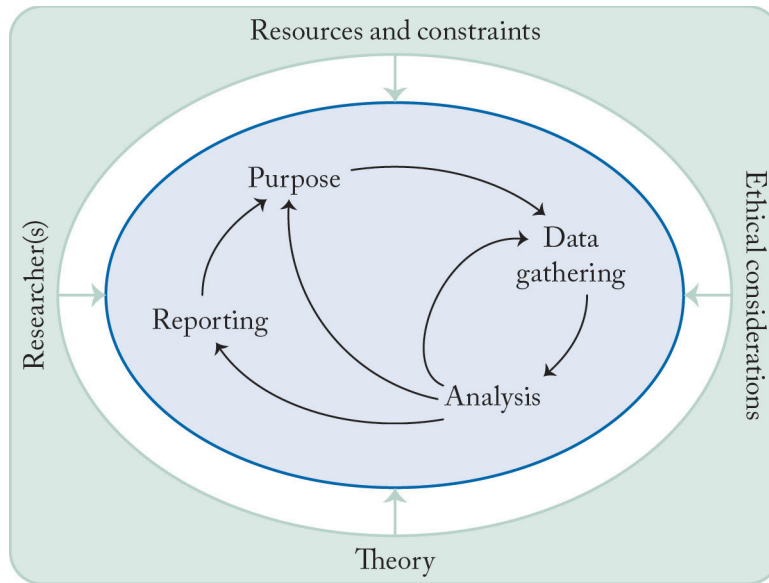 Resources and constraints
Purpose
Data
gathering
Ethical considerations
Researcher(s)
Reporting
Analysis
Theory